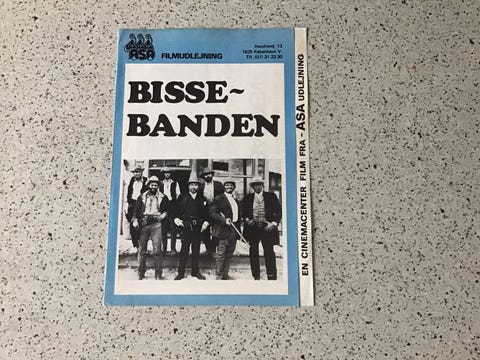 ASA
FILMUDLEJNING
Hauchsvej, 13
1825 København V.
Tlf. (01) 31 23 30
BISSE~
BANDEN
EN CINEMACENTER FILM FRA - ASA UDLEJNING